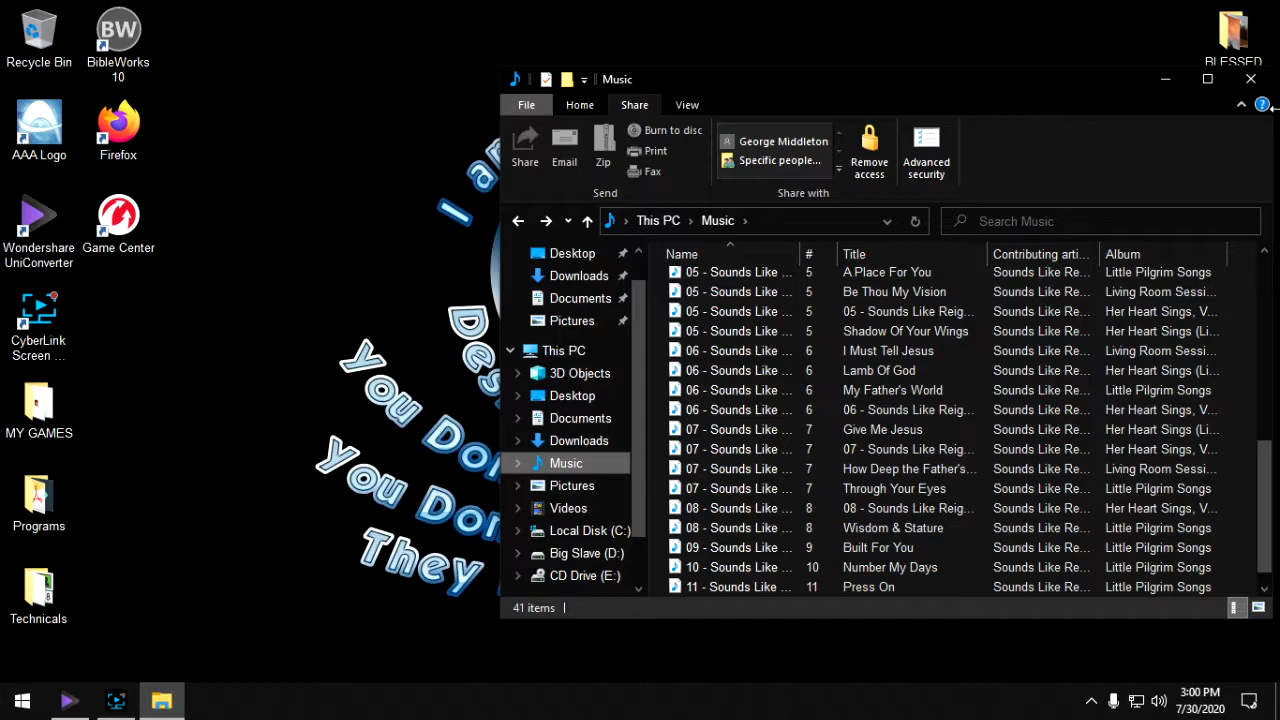 Recycle Bin
BibleWorks
10
AAA Logo
Firefox
Wondershare
UniConverter
Game Center
CyberLink
Screen ...
MY GAMES
Programs
Technicals
BLESSED
I am
Des
You Don
You Don
They
Music
File
Home
Share
View
Share
Email
Zip
Burn to disc
Print
Fax
Send
George Middleton
Specific people...
Share with
Remove
access
Advanced
security
This PC
Music
Search Music
Desktop
Downloads
Documents
Pictures
This PC
3D Objects
Desktop
Documents
Downloads
Music
Pictures
Videos
Local Disk (C:)
Big Slave (D:)
CD Drive (E:)
Name # Title Contributing arti... Album
05 - Sounds Like ... 5 A Place For You Sounds Like Re... Little Pilgrim Songs
05 - Sounds Like ... 5 Be Thou My Vision Sounds Like Re... Living Room Sessi...
05 - Sounds Like ... 5 05 - Sounds Like Reig... Sounds Like Re... Her Heart Sings, V...
05 - Sounds Like ... 5 Shadow Of Your Wings Sounds Like Re... Her Heart Sings (Li...
06 - Sounds Like ... 6 I Must Tell Jesus Sounds Like Re... Living Room Sessi...
06 - Sounds Like ... 6 Lamb Of God Sounds Like Re... Her Heart Sings (Li...
06 - Sounds Like ... 6 My Father's World Sounds Like Re... Little Pilgrim Songs
06 - Sounds Like ... 6 06 - Sounds Like Reig... Sounds Like Re... Her Heart Sings, V...
07 - Sounds Like ... 7 Give Me Jesus Sounds Like Re... Her Heart Sings (Li...
07 - Sounds Like ... 7 07 - Sounds Like Reig... Sounds Like Re... Her Heart Sings, V...
07 - Sounds Like ... 7 How Deep the Father's... Sounds Like Re... Living Room Sessi...
07 - Sounds Like ... 7 Through Your Eyes Sounds Like Re... Little Pilgrim Songs
08 - Sounds Like ... 8 08 - Sounds Like Reig... Sounds Like Re... Her Heart Sings, V...
08 - Sounds Like ... 8 Wisdom & Stature Sounds Like Re... Little Pilgrim Songs
09 - Sounds Like ... 9 Built For You Sounds Like Re... Little Pilgrim Songs
10 - Sounds Like ... 10 Number My Days Sounds Like Re... Little Pilgrim Songs
11 - Sounds Like ... 11 Press On Sounds Like Re... Little Pilgrim Songs
41 items
3:00 PM
7/30/2020